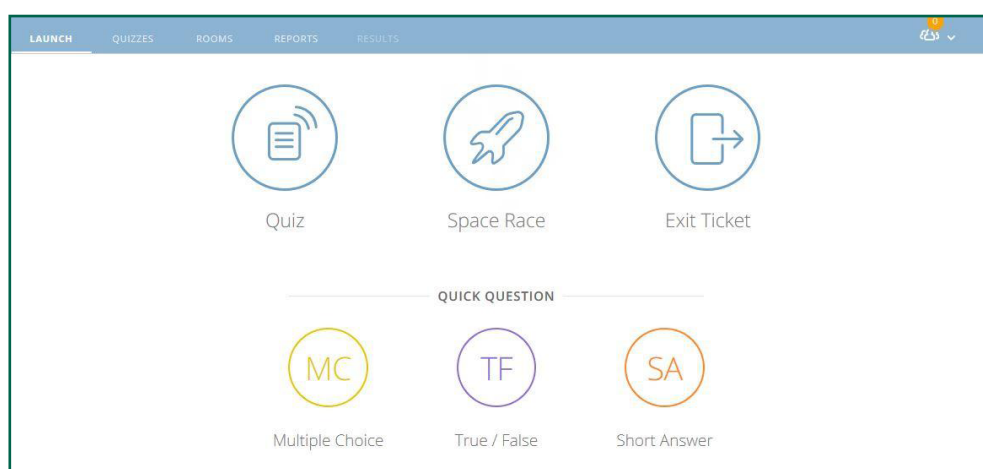 LAUNCH QUIZZES ROOMS REPORTS RESULTS 0
Quiz Space Race Exit Ticket
QUICK QUESTION
MC TF SA
Multiple Choice True / False Short Answer